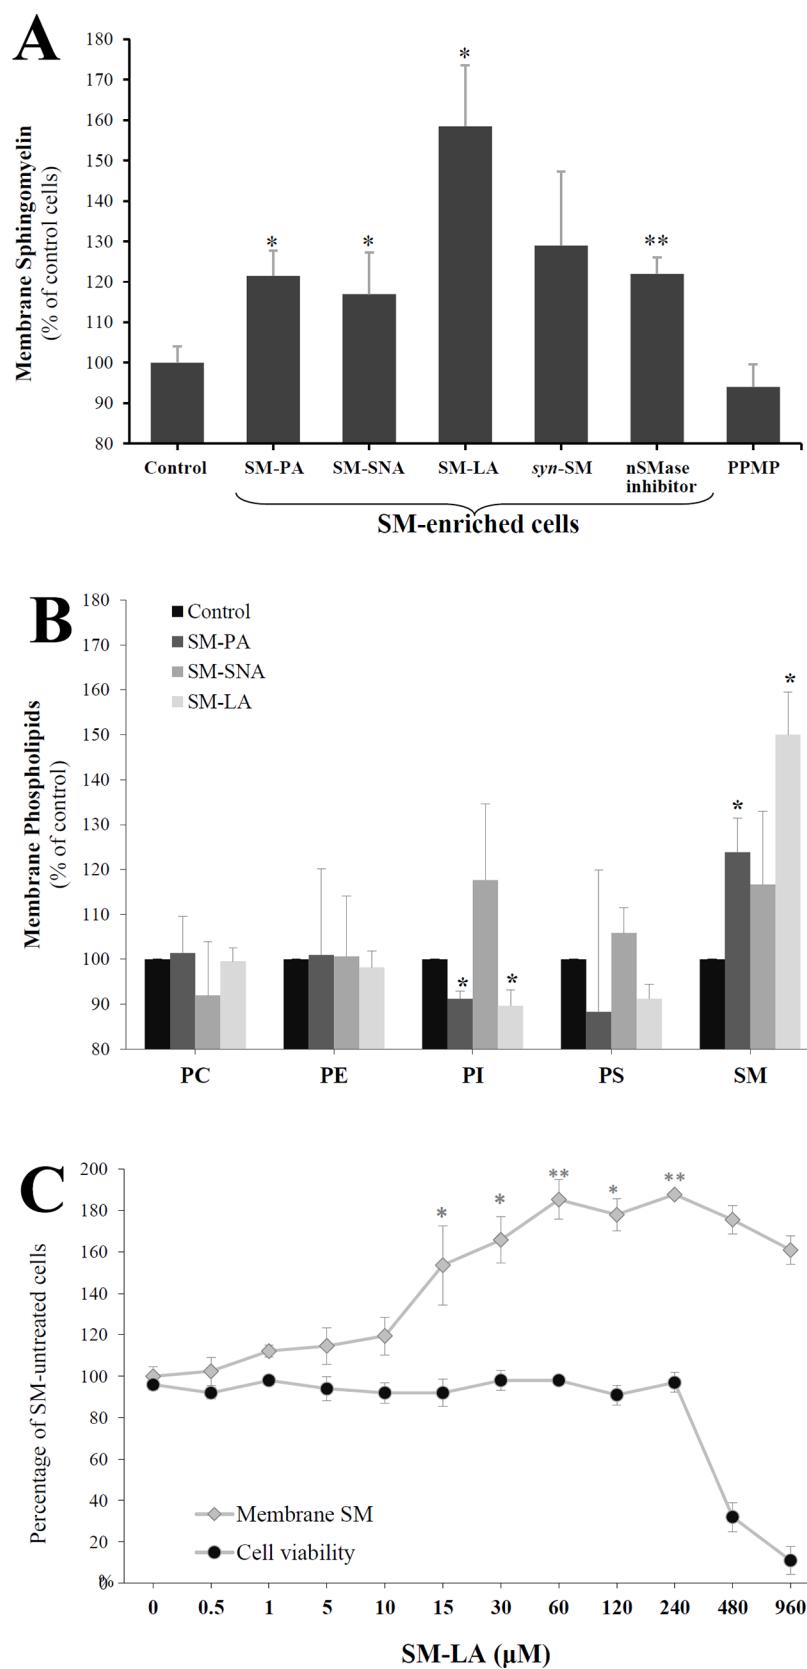 A
Membrane Sphingomyelin
(% of control cells)
180
170
160
150
140
130
120
110
100
90
80
*
*
*
**
Control SM-PA SM-SNA SM-LA syn-SM nSMase inhibitor PPMP
SM-enriched cells
B
Membrane Phospholipids
(% of control)
180
170
160
150
140
130
120
110
100
90
80
Control
SM-PA
SM-SNA
SM-LA
*
*
*
*
PC PE PI PS SM
C
Percentage of SM-untreated cells
200
180
160
140
120
100
80
60
40
20
0
%
* * ** * **
Membrane SM
Cell viability
0 0.5 1 5 10 15 30 60 120 240 480 960
SM-LA (µM)